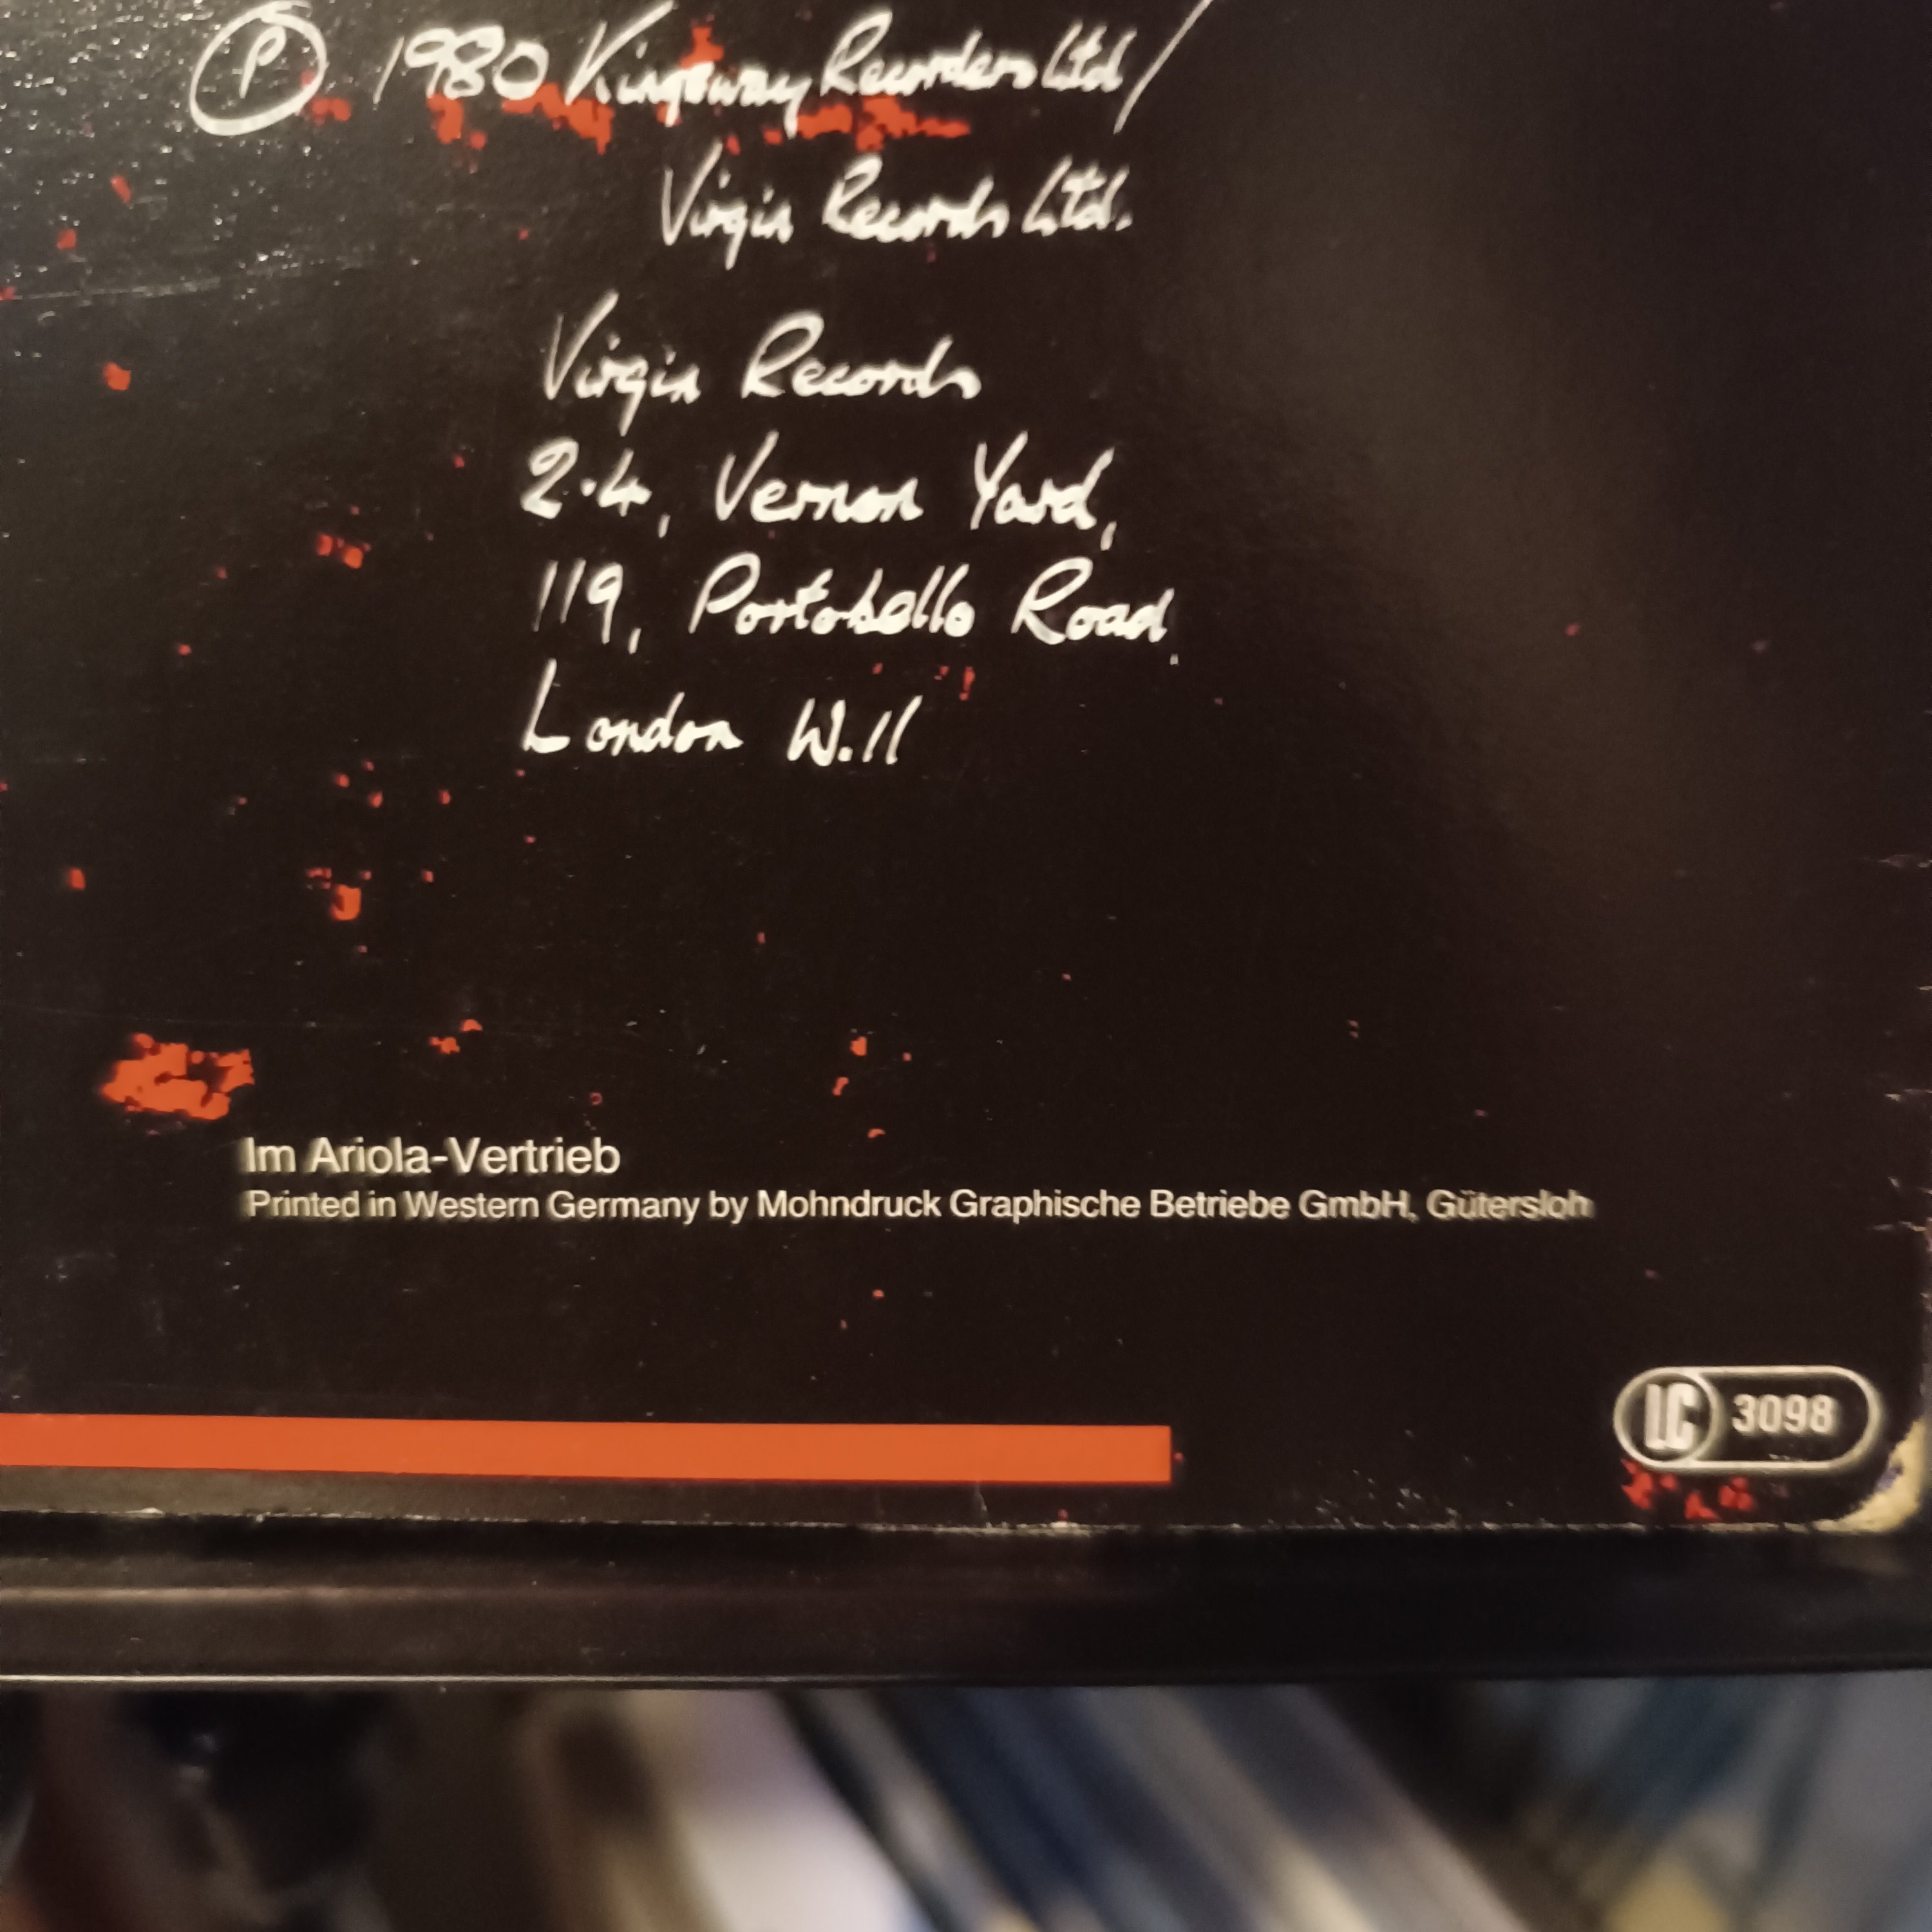 Ⓟ 1980 Kingsway Recorders Ltd/
Virgin Records Ltd.
Virgin Records
2·4, Vernon Yard,
119, Portobello Road,
London W.11
Im Ariola-Vertrieb
Printed in Western Germany by Mohndruck Graphische Betriebe GmbH, Gütersloh
LC 3098